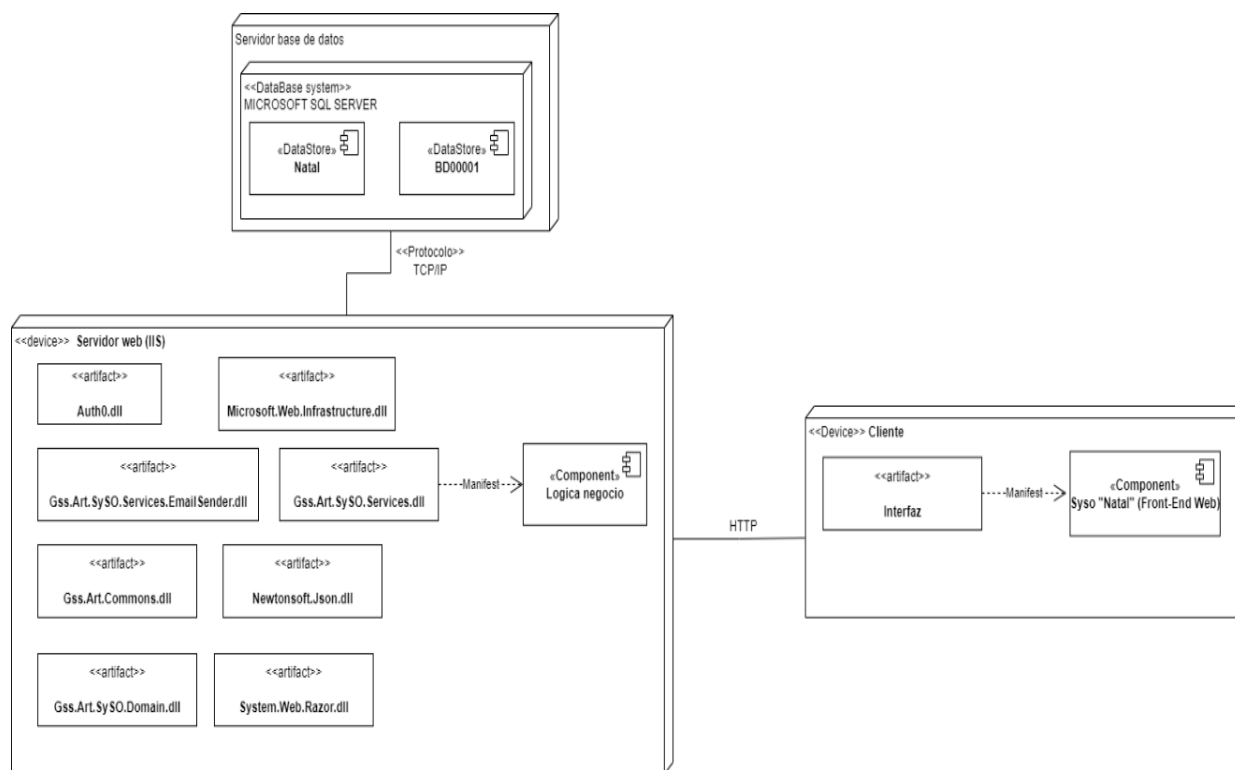 Servidor base de datos
<<DataBase system>>
MICROSOFT SQL SERVER
«DataStore»
Natal
«DataStore»
BD00001
<<Protocolo>>
TCP/IP
<<device>> Servidor web (IIS)
<<artifact>>
Auth0.dll
<<artifact>>
Microsoft.Web.Infrastructure.dll
<<artifact>>
Gss.Art.SySO.Services.EmailSender.dll
<<artifact>>
Gss.Art.SySO.Services.dll
Manifest
«Component»
Logica negocio
<<artifact>>
Gss.Art.Commons.dll
<<artifact>>
Newtonsoft.Json.dll
<<artifact>>
Gss.Art.SySO.Domain.dll
<<artifact>>
System.Web.Razor.dll
HTTP
<<Device>> Cliente
<<artifact>>
Interfaz
Manifest
«Component»
Syso "Natal" (Front-End Web)